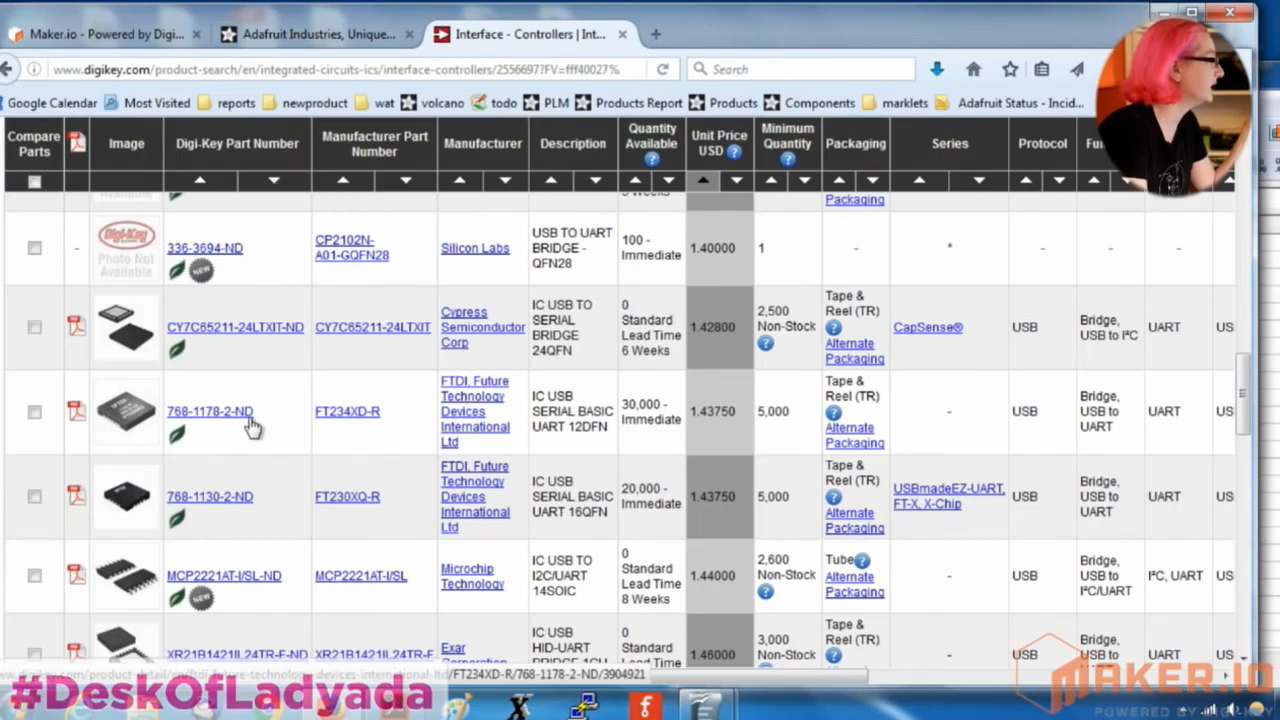 Maker.io - Powered by Digi...
Adafruit Industries, Unique...
Interface - Controllers | Int...
www.digikey.com/product-search/en/integrated-circuits-ics/interface-controllers/2556697?FV=fff40027%
Search
Google Calendar Most Visited reports newproduct wat volcano todo PLM Products Report Products Components marklets Adafruit Status - Incid...
Compare Parts
Image
Digi-Key Part Number
Manufacturer Part Number
Manufacturer
Description
Quantity Available
Unit Price USD
Minimum Quantity
Packaging
Series
Protocol
Packaging
Digi-Key
Photo Not Available
336-3694-ND
NEW
CP2102N-
A01-GQFN28
Silicon Labs
USB TO UART
BRIDGE -
QFN28
100 -
Immediate
1.40000
1
-
*
-
-
-
CY7C65211-24LTXIT-ND
CY7C65211-24LTXIT
Cypress
Semiconductor
Corp
IC USB TO
SERIAL
BRIDGE
24QFN
0
Standard
Lead Time
6 Weeks
1.42800
2,500
Non-Stock
Tape &
Reel (TR)
Alternate
Packaging
CapSense®
USB
Bridge,
USB to I²C
UART
US
768-1178-2-ND
FT234XD-R
FTDI, Future
Technology
Devices
International
Ltd
IC USB
SERIAL BASIC
UART 12DFN
30,000 -
Immediate
1.43750
5,000
Tape &
Reel (TR)
Alternate
Packaging
-
USB
Bridge,
USB to
UART
UART
US
768-1130-2-ND
FT230XQ-R
FTDI, Future
Technology
Devices
International
Ltd
IC USB
SERIAL BASIC
UART 16QFN
20,000 -
Immediate
1.43750
5,000
Tape &
Reel (TR)
Alternate
Packaging
USBmadeEZ-UART,
FT-X, X-Chip
USB
Bridge,
USB to
UART
UART
US
MCP2221AT-I/SL-ND
NEW
MCP2221AT-I/SL
Microchip
Technology
IC USB TO
I2C/UART
14SOIC
0
Standard
Lead Time
8 Weeks
1.44000
2,600
Non-Stock
Tube
Alternate
Packaging
-
USB
Bridge,
USB to
I²C/UART
I²C, UART
US
XR21B1421IL24TR-F-ND
XR21B1421IL24TR-F
Exar
IC USB
HID-UART
0
Standard
1.46000
3,000
Non-Stock
Tape &
Reel (TR)
-
USB
Bridge,
USB to
UART
US
#DeskOfLadyada
MAKER.IO